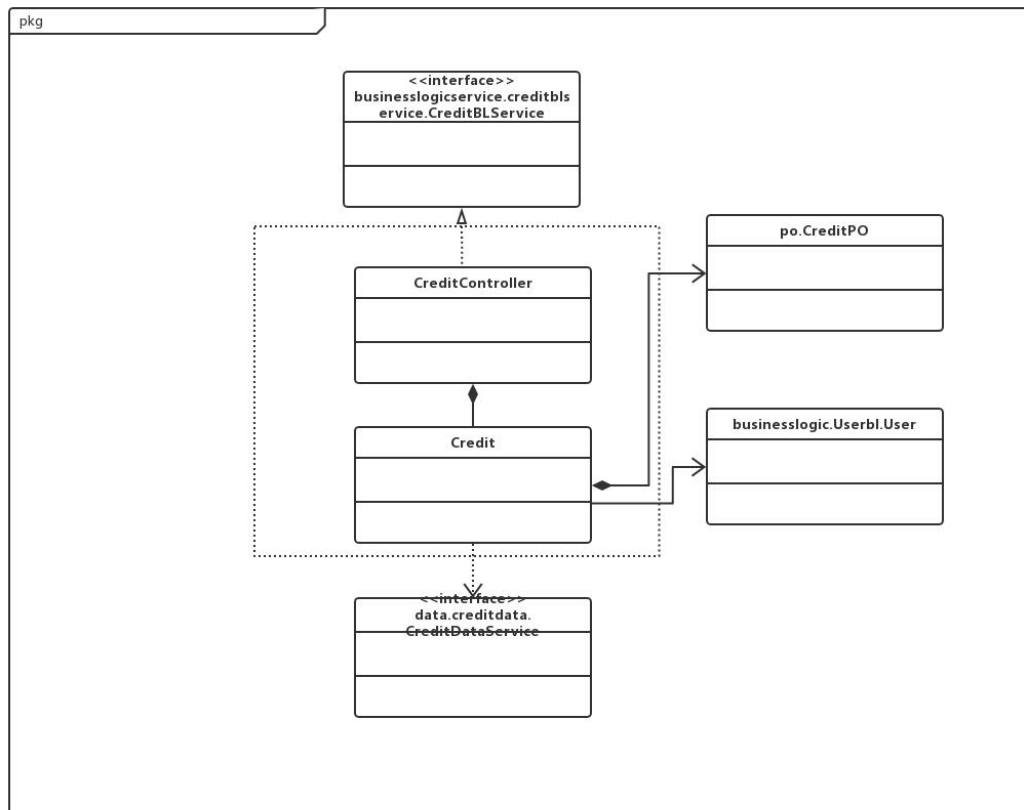 pkg
<<interface>>
businesslogicservice.creditbls
ervice.CreditBLService
po.CreditPO
CreditController
businesslogic.Userbl.User
Credit
<<interface>>
data.creditdata.
CreditDataService